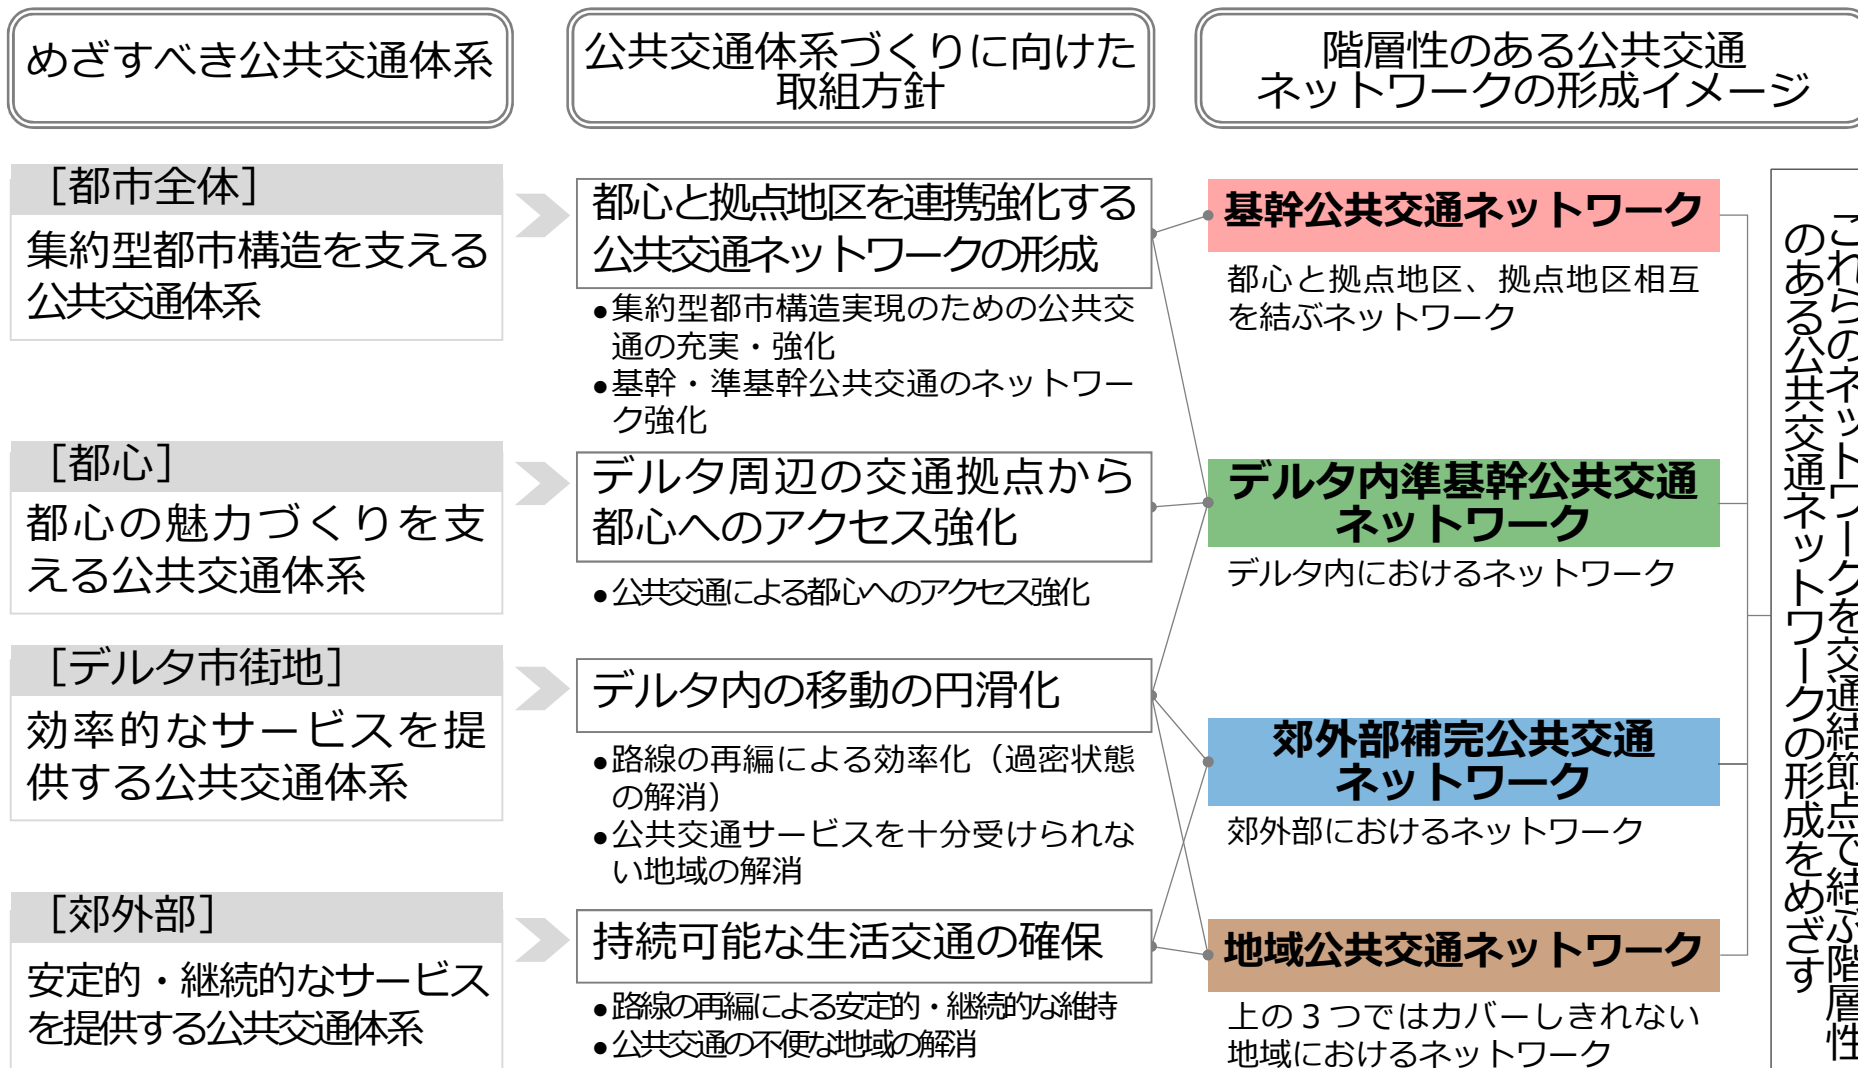 めざすべき公共交通体系
公共交通体系づくりに向けた
取組方針
階層性のある公共交通
ネットワークの形成イメージ
［都市全体］
集約型都市構造を支える
公共交通体系
都心と拠点地区を連携強化する
公共交通ネットワークの形成
●集約型都市構造実現のための公共交
通の充実・強化
●基幹・準基幹公共交通のネットワー
ク強化
基幹公共交通ネットワーク
都心と拠点地区、拠点地区相互
を結ぶネットワーク
［都心］
都心の魅力づくりを支
える公共交通体系
デルタ周辺の交通拠点から
都心へのアクセス強化
●公共交通による都心へのアクセス強化
デルタ内準基幹公共交通
ネットワーク
デルタ内におけるネットワーク
［デルタ市街地］
効率的なサービスを提
供する公共交通体系
デルタ内の移動の円滑化
●路線の再編による効率化（過密状態
の解消）
●公共交通サービスを十分受けられな
い地域の解消
郊外部補完公共交通
ネットワーク
郊外部におけるネットワーク
［郊外部］
安定的・継続的なサービス
を提供する公共交通体系
持続可能な生活交通の確保
●路線の再編による安定的・継続的な維持
●公共交通の不便な地域の解消
地域公共交通ネットワーク
上の３つではカバーしきれない
地域におけるネットワーク
これらのネットワークを交通結節点で結ぶ階層性
のある公共交通ネットワークの形成をめざす